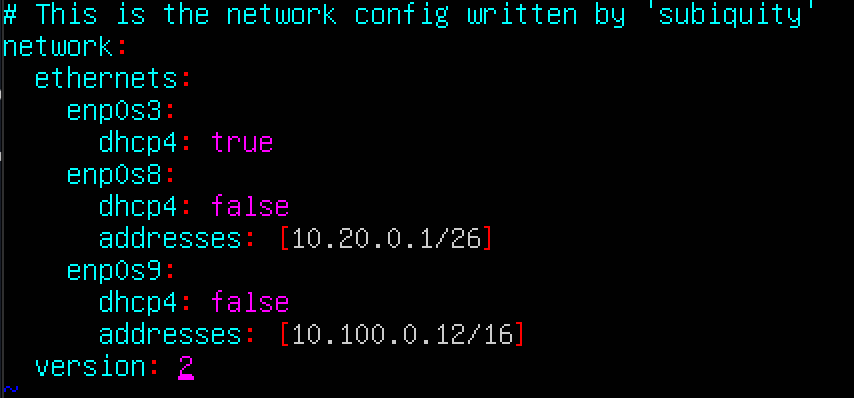 # This is the network config written by 'subiquity'
network:
  ethernets:
    enp0s3:
      dhcp4: true
    enp0s8:
      dhcp4: false
      addresses: [10.20.0.1/26]
    enp0s9:
      dhcp4: false
      addresses: [10.100.0.12/16]
  version: 2
~